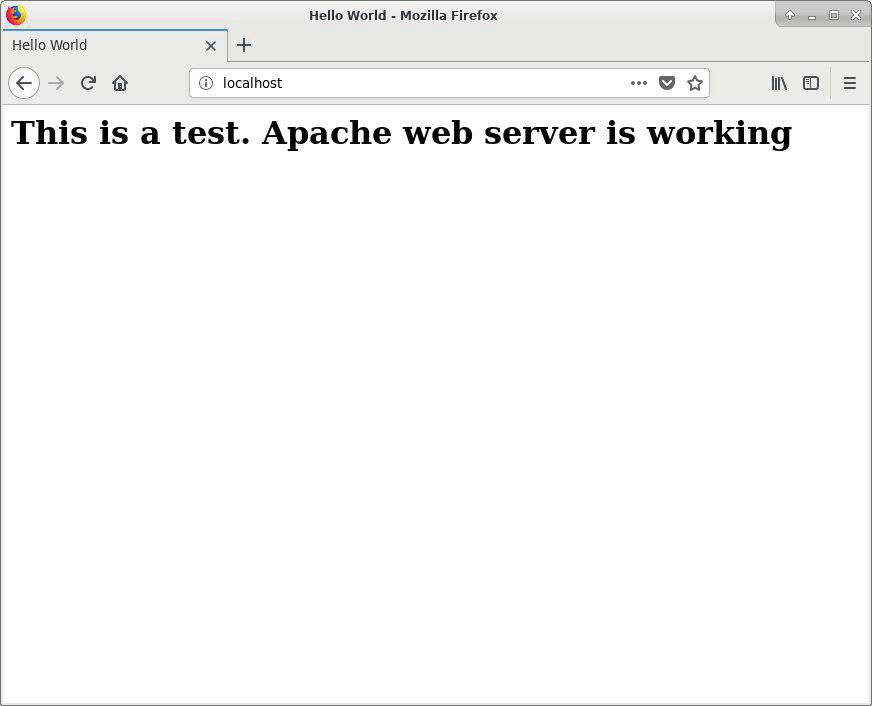 Hello World - Mozilla Firefox
Hello World
localhost
This is a test. Apache web server is working